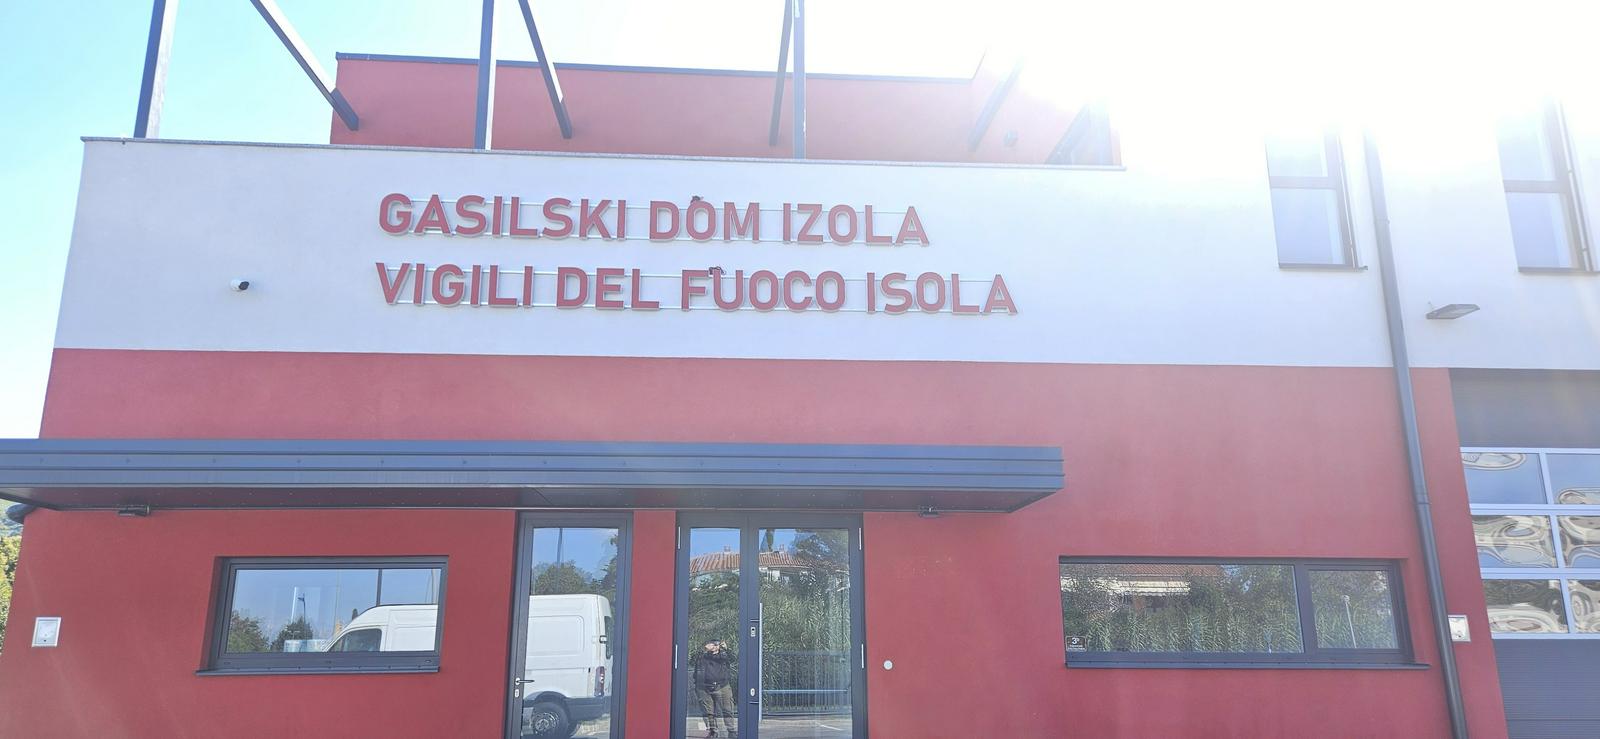 GASILSKI DOM IZOLA
VIGILI DEL FUOCO ISOLA